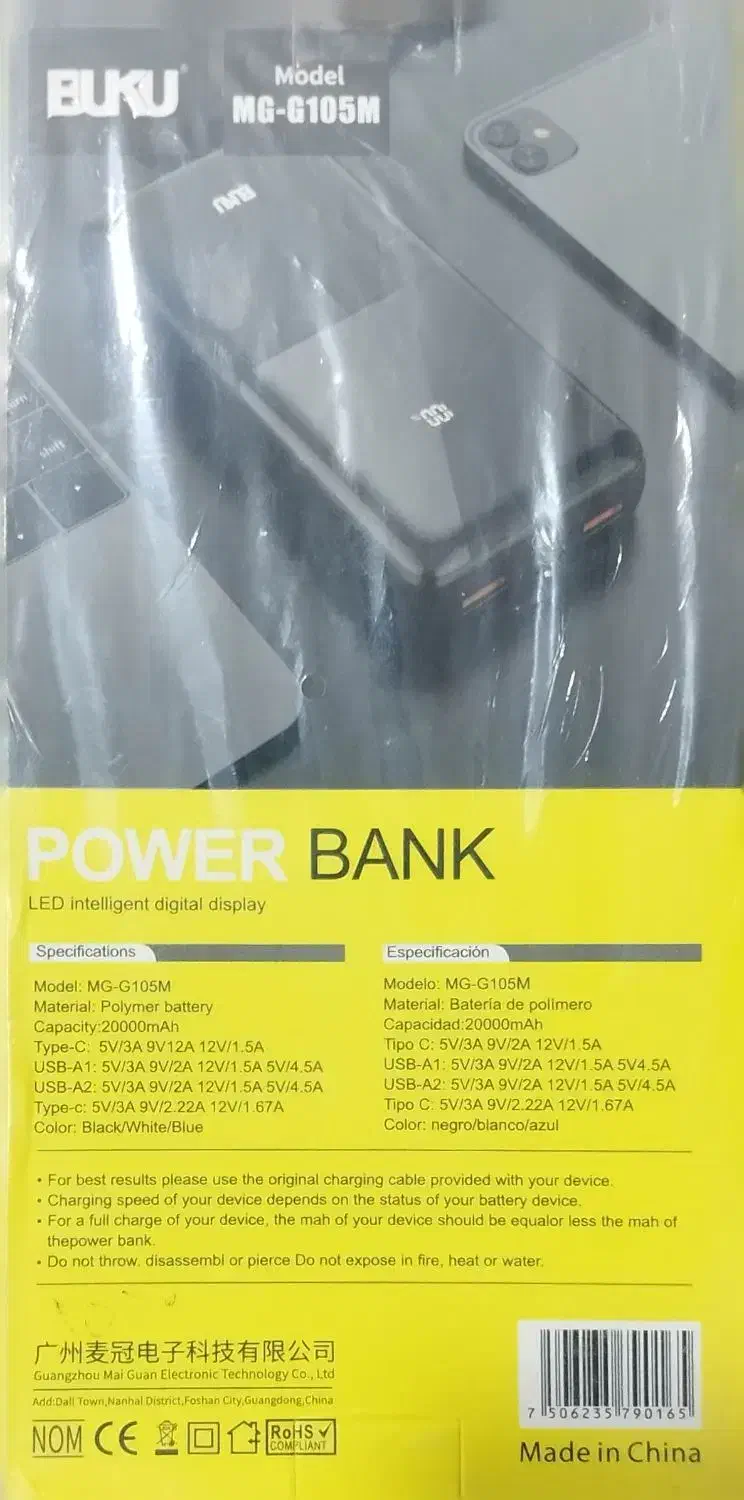 BUKU
Model
MG-G105M
BUKU
shift
100%
POWER BANK
LED intelligent digital display
Specifications
Model: MG-G105M
Material: Polymer battery
Capacity:20000mAh
Type-C: 5V/3A 9V12A 12V/1.5A
USB-A1: 5V/3A 9V/2A 12V/1.5A 5V/4.5A
USB-A2: 5V/3A 9V/2A 12V/1.5A 5V/4.5A
Type-c: 5V/3A 9V/2.22A 12V/1.67A
Color: Black/White/Blue
Especificación
Modelo: MG-G105M
Material: Batería de polímero
Capacidad:20000mAh
Tipo C: 5V/3A 9V/2A 12V/1.5A
USB-A1: 5V/3A 9V/2A 12V/1.5A 5V4.5A
USB-A2: 5V/3A 9V/2A 12V/1.5A 5V/4.5A
Tipo C: 5V/3A 9V/2.22A 12V/1.67A
Color: negro/blanco/azul
• For best results please use the original charging cable provided with your device.
• Charging speed of your device depends on the status of your battery device.
• For a full charge of your device, the mah of your device should be equalor less the mah of
thepower bank.
• Do not throw. disassembl or pierce Do not expose in fire, heat or water.
广州麦冠电子科技有限公司
Guangzhou Mai Guan Electronic Technology Co., Ltd
Add:Dali Town,Nanhai District,Foshan City,Guangdong,China
NOM CE RoHS ✓
COMPLIANT
7 506235 790165
Made in China